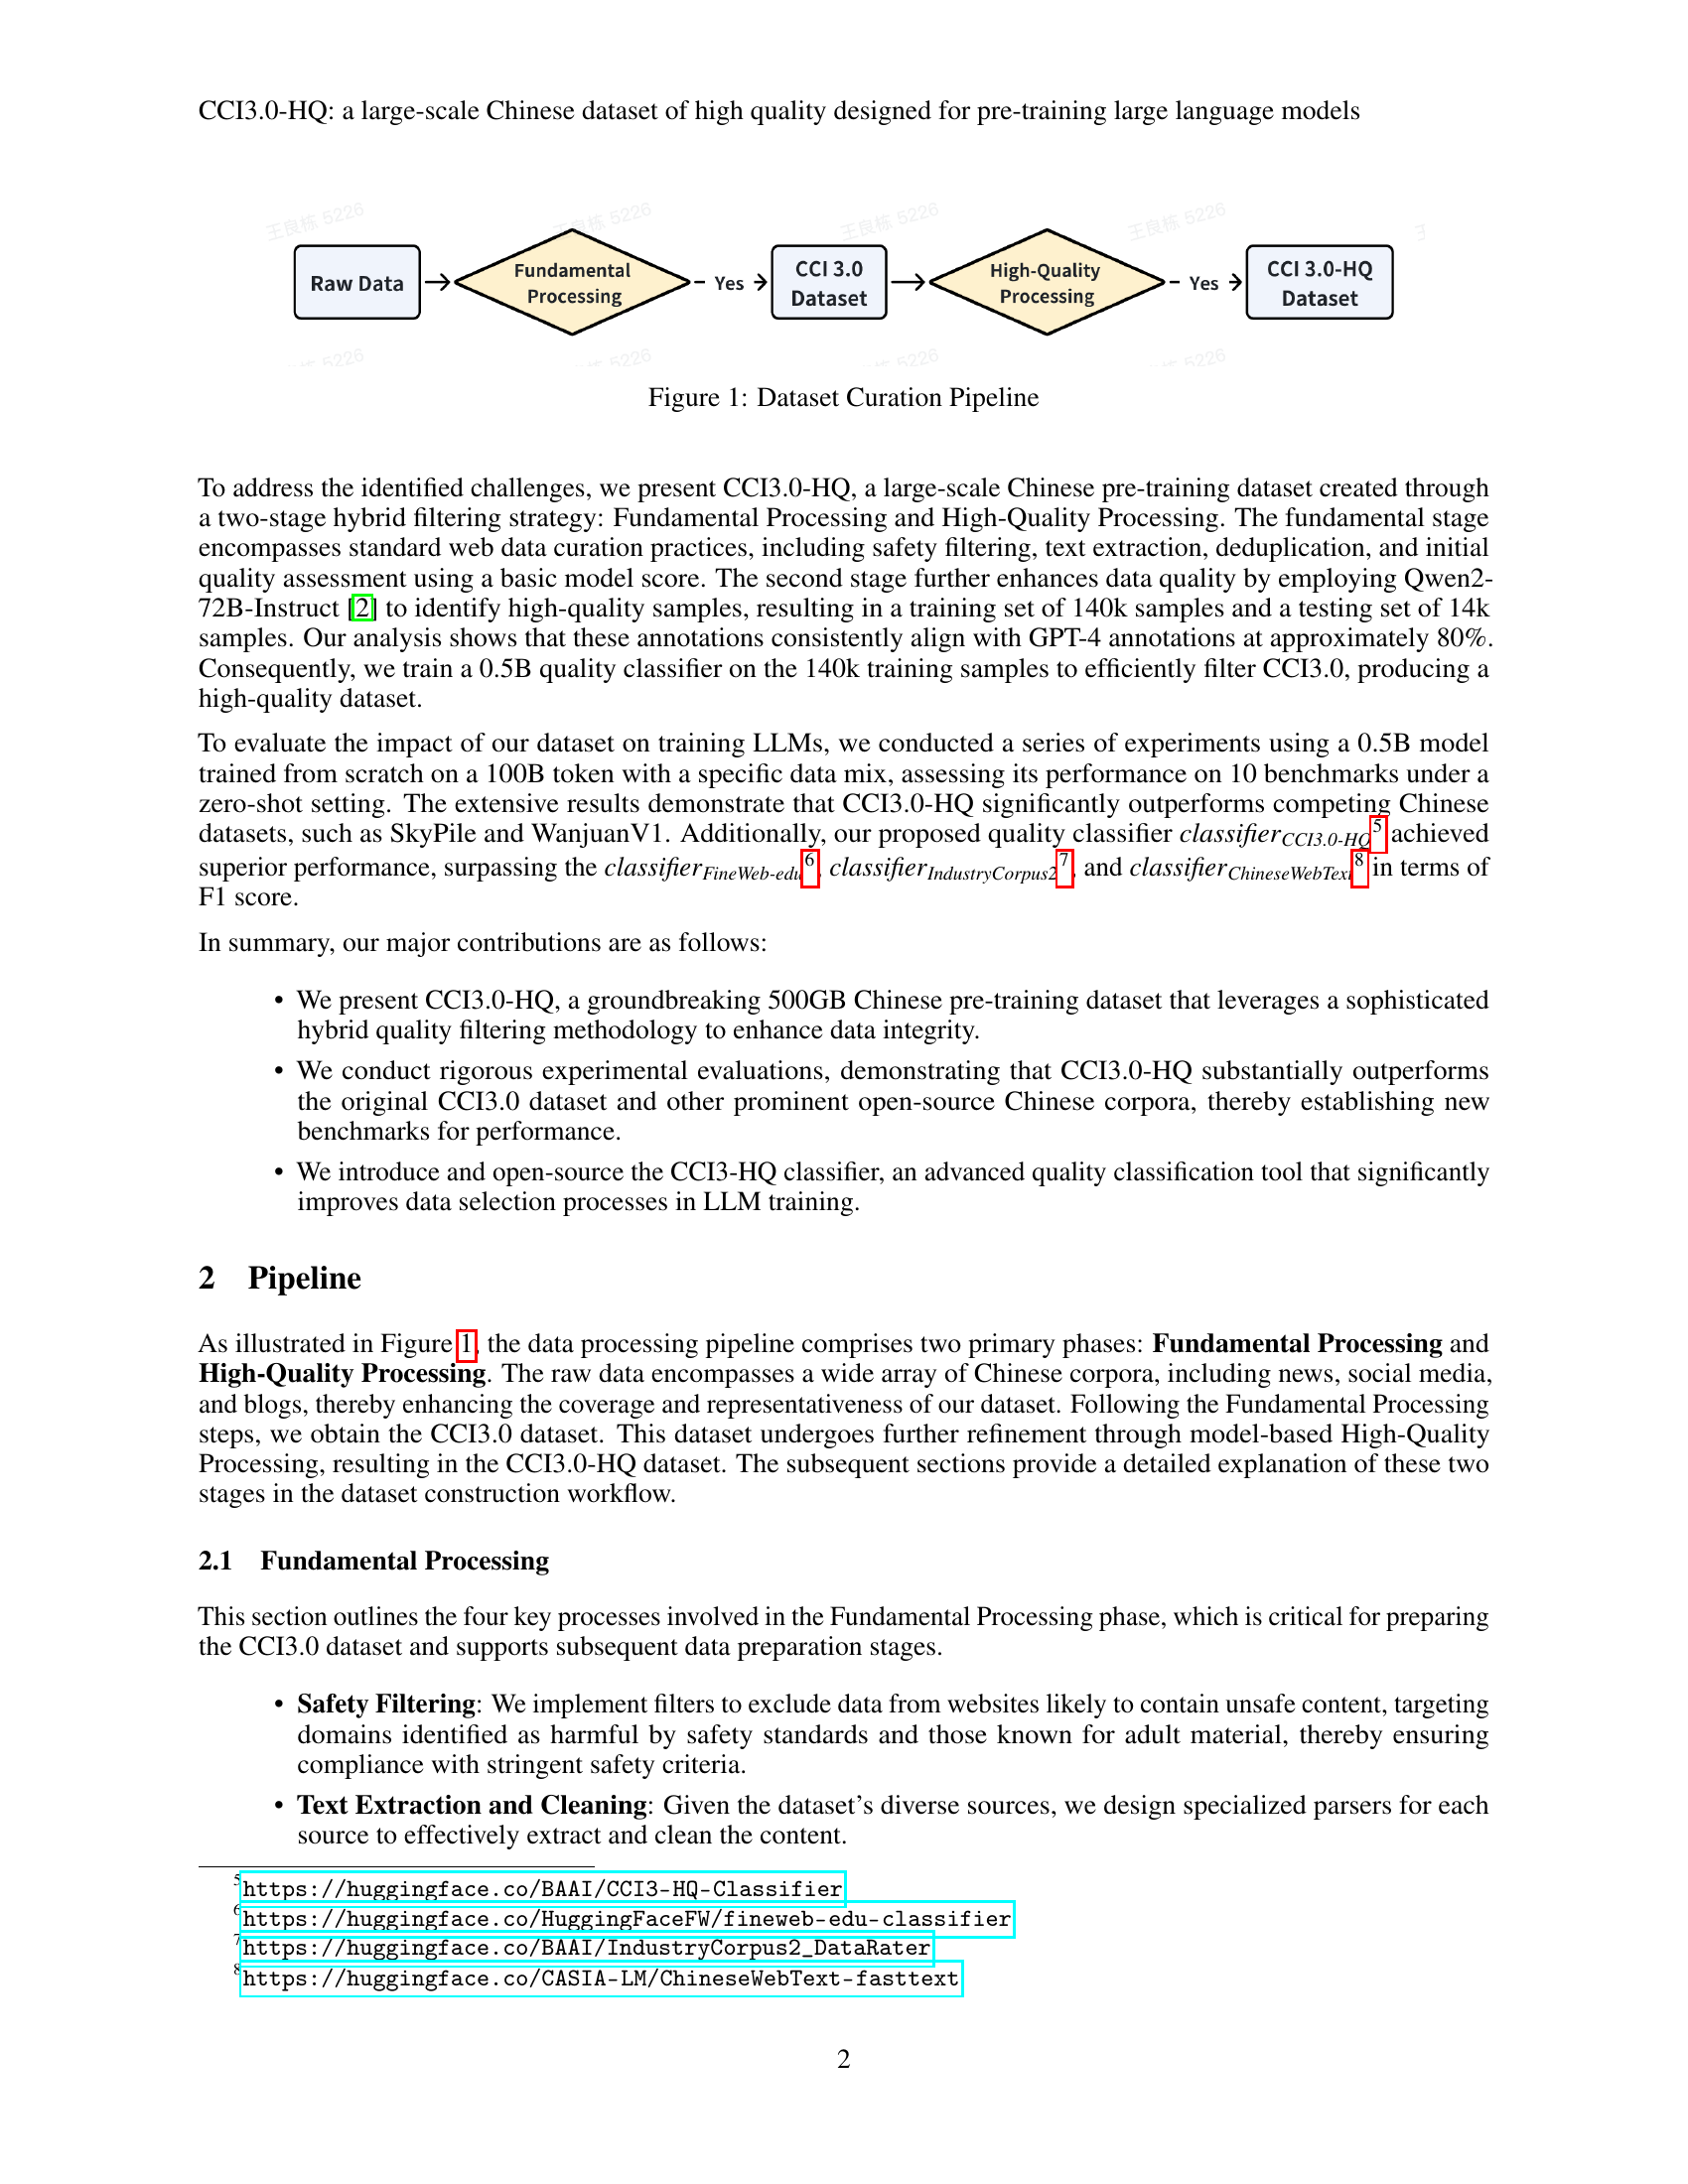 CCI3.0-HQ: a large-scale Chinese dataset of high quality designed for pre-training large language models
王良栋 5226 王良栋 5226 王良栋 5226 王良栋 5226
Raw Data
Fundamental
Processing
Yes
CCI 3.0
Dataset
High-Quality
Processing
Yes
CCI 3.0-HQ
Dataset
5226 5226 5226 5226
Figure 1: Dataset Curation Pipeline
To address the identified challenges, we present CCI3.0-HQ, a large-scale Chinese pre-training dataset created through
a two-stage hybrid filtering strategy: Fundamental Processing and High-Quality Processing. The fundamental stage
encompasses standard web data curation practices, including safety filtering, text extraction, deduplication, and initial
quality assessment using a basic model score. The second stage further enhances data quality by employing Qwen2-
72B-Instruct [2] to identify high-quality samples, resulting in a training set of 140k samples and a testing set of 14k
samples. Our analysis shows that these annotations consistently align with GPT-4 annotations at approximately 80%.
Consequently, we train a 0.5B quality classifier on the 140k training samples to efficiently filter CCI3.0, producing a
high-quality dataset.
To evaluate the impact of our dataset on training LLMs, we conducted a series of experiments using a 0.5B model
trained from scratch on a 100B token with a specific data mix, assessing its performance on 10 benchmarks under a
zero-shot setting. The extensive results demonstrate that CCI3.0-HQ significantly outperforms competing Chinese
datasets, such as SkyPile and WanjuanV1. Additionally, our proposed quality classifier classifier CCI3.0-HQ 5 achieved
superior performance, surpassing the classifier FineWeb-edu 6, classifier IndustryCorpus2 7, and classifier ChineseWebText 8 in terms of
F1 score.
In summary, our major contributions are as follows:
• We present CCI3.0-HQ, a groundbreaking 500GB Chinese pre-training dataset that leverages a sophisticated
hybrid quality filtering methodology to enhance data integrity.
• We conduct rigorous experimental evaluations, demonstrating that CCI3.0-HQ substantially outperforms
the original CCI3.0 dataset and other prominent open-source Chinese corpora, thereby establishing new
benchmarks for performance.
• We introduce and open-source the CCI3-HQ classifier, an advanced quality classification tool that significantly
improves data selection processes in LLM training.
2 Pipeline
As illustrated in Figure 1, the data processing pipeline comprises two primary phases: Fundamental Processing and
High-Quality Processing. The raw data encompasses a wide array of Chinese corpora, including news, social media,
and blogs, thereby enhancing the coverage and representativeness of our dataset. Following the Fundamental Processing
steps, we obtain the CCI3.0 dataset. This dataset undergoes further refinement through model-based High-Quality
Processing, resulting in the CCI3.0-HQ dataset. The subsequent sections provide a detailed explanation of these two
stages in the dataset construction workflow.
2.1 Fundamental Processing
This section outlines the four key processes involved in the Fundamental Processing phase, which is critical for preparing
the CCI3.0 dataset and supports subsequent data preparation stages.
• Safety Filtering: We implement filters to exclude data from websites likely to contain unsafe content, targeting
domains identified as harmful by safety standards and those known for adult material, thereby ensuring
compliance with stringent safety criteria.
• Text Extraction and Cleaning: Given the dataset's diverse sources, we design specialized parsers for each
source to effectively extract and clean the content.
5 https://huggingface.co/BAAI/CCI3-HQ-Classifier
6 https://huggingface.co/HuggingFaceFW/fineweb-edu-classifier
7 https://huggingface.co/BAAI/IndustryCorpus2_DataRater
8 https://huggingface.co/CASIA-LM/ChineseWebText-fasttext
2